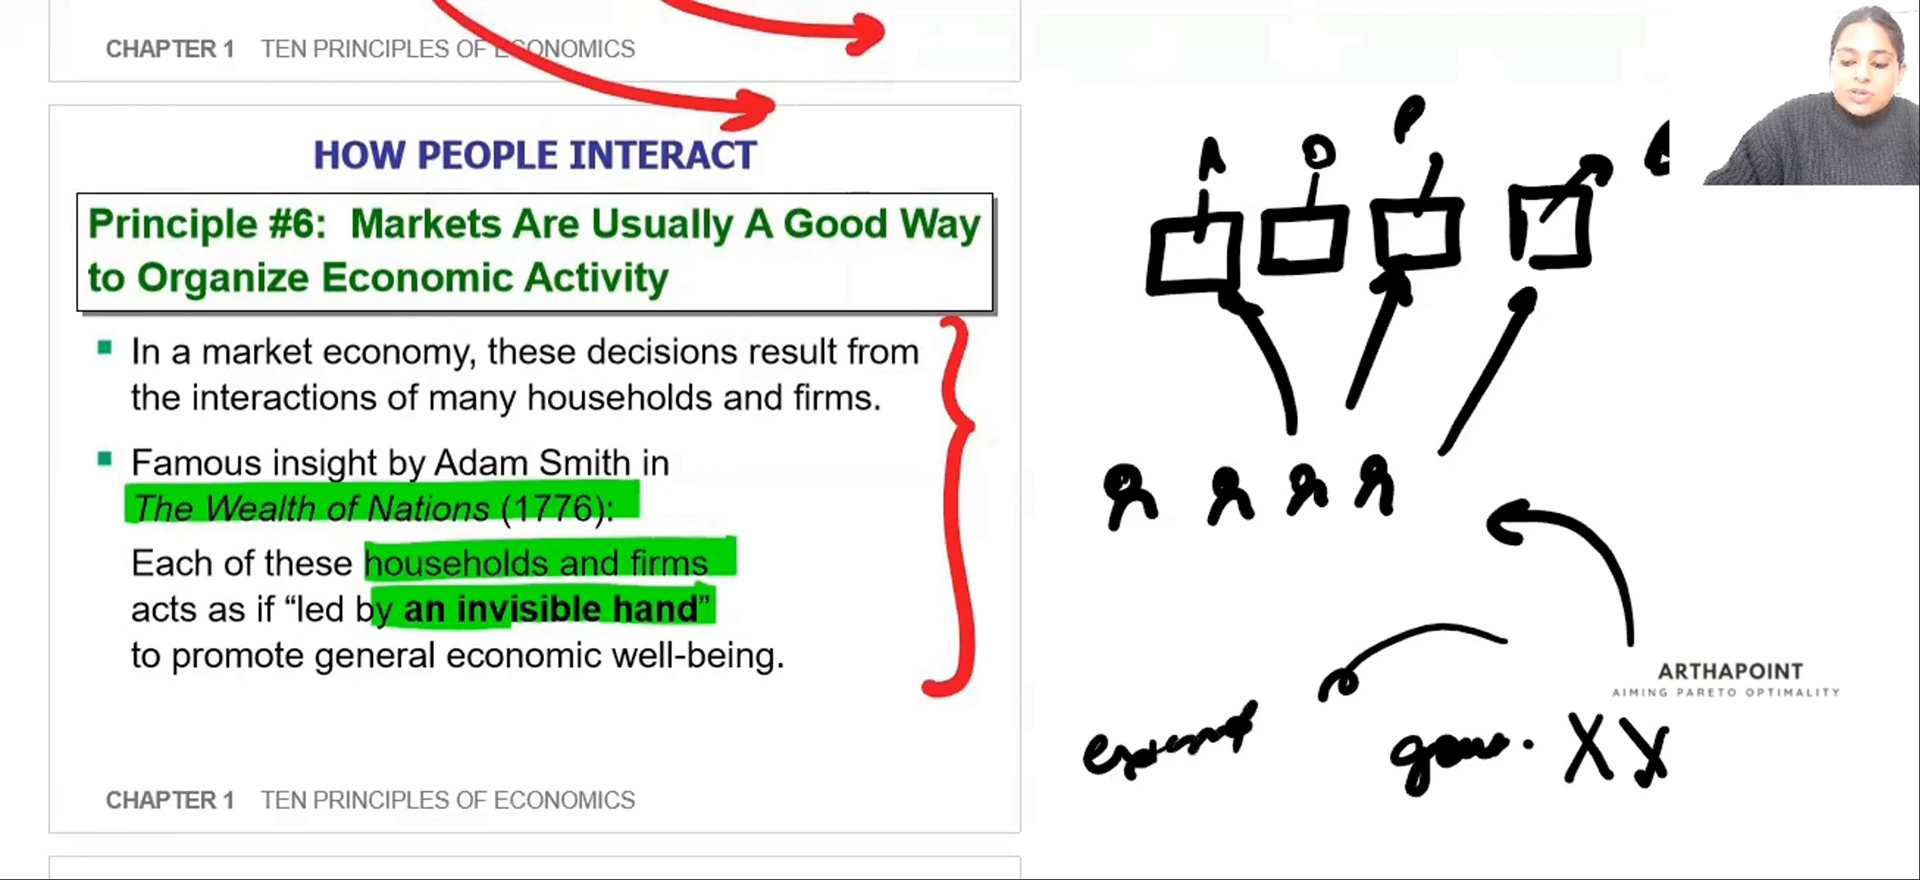 CHAPTER 1 TEN PRINCIPLES OF ECONOMICS
HOW PEOPLE INTERACT
Principle #6: Markets Are Usually A Good Way
to Organize Economic Activity
In a market economy, these decisions result from
the interactions of many households and firms.
Famous insight by Adam Smith in
The Wealth of Nations (1776):
Each of these households and firms
acts as if “led by an invisible hand”
to promote general economic well-being.
CHAPTER 1 TEN PRINCIPLES OF ECONOMICS
A
P
external
gov.
ARTHAPOINT
AIMING PARETO OPTIMALITY